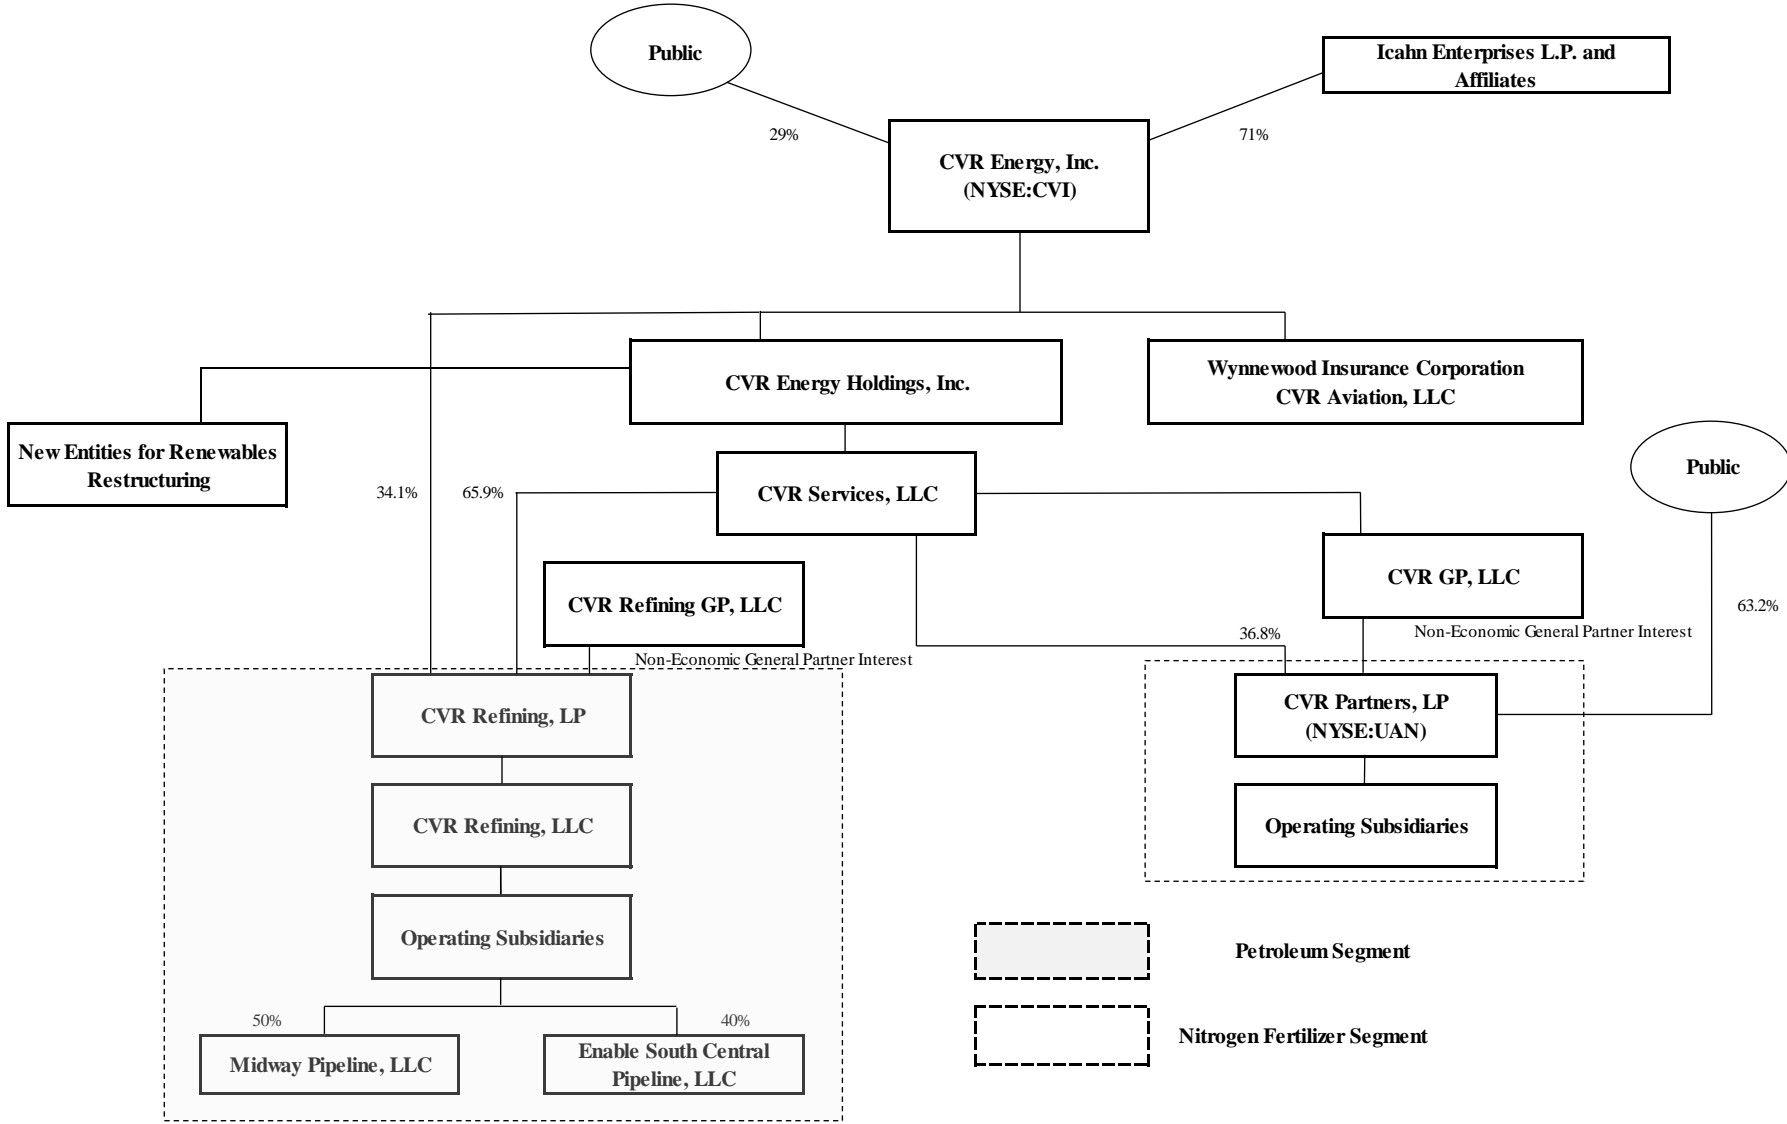 Public
Icahn Enterprises L.P. and
Affiliates
29%
71%
CVR Energy, Inc.
(NYSE:CVI)
CVR Energy Holdings, Inc.
Wynnewood Insurance Corporation
CVR Aviation, LLC
New Entities for Renewables
Restructuring
34.1%
65.9%
CVR Services, LLC
Public
CVR Refining GP, LLC
CVR GP, LLC
63.2%
36.8%
Non-Economic General Partner Interest
Non-Economic General Partner Interest
CVR Refining, LP
CVR Partners, LP
(NYSE:UAN)
CVR Refining, LLC
Operating Subsidiaries
Operating Subsidiaries
Petroleum Segment
50%
40%
Midway Pipeline, LLC
Enable South Central
Pipeline, LLC
Nitrogen Fertilizer Segment